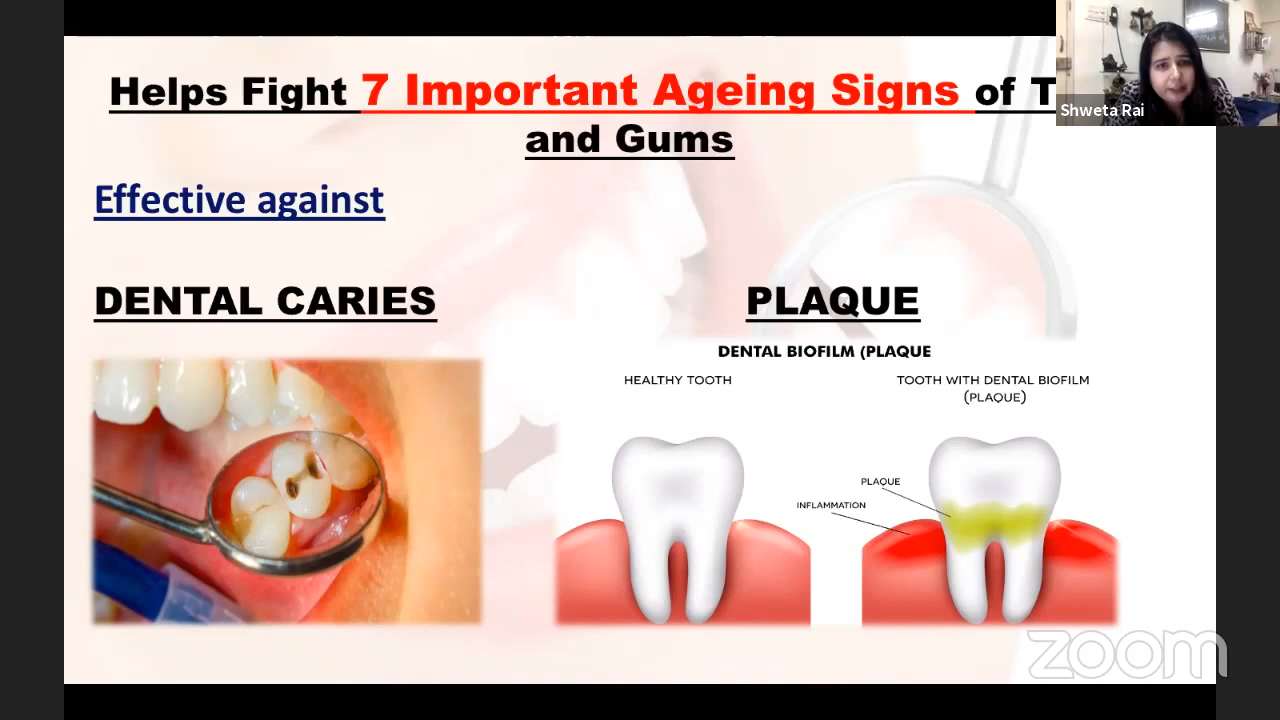 Helps Fight 7 Important Ageing Signs of T
and Gums
Shweta Rai
Effective against
DENTAL CARIES
PLAQUE
DENTAL BIOFILM (PLAQUE
HEALTHY TOOTH
TOOTH WITH DENTAL BIOFILM
(PLAQUE)
PLAQUE
INFLAMMATION
zoom